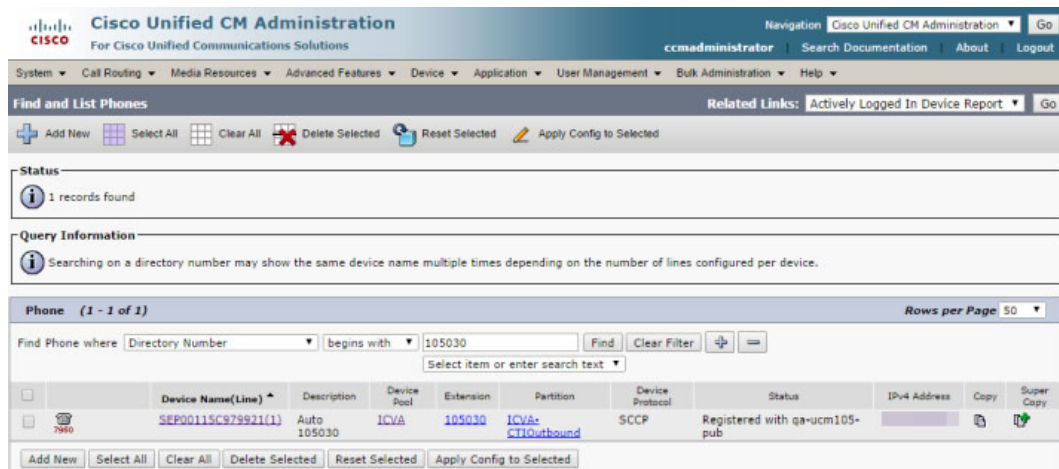 CISCO
Cisco Unified CM Administration
For Cisco Unified Communications Solutions
Navigation Cisco Unified CM Administration Go
ccmadministrator Search Documentation About Logout
System Call Routing Media Resources Advanced Features Device Application User Management Bulk Administration Help
Find and List Phones
Related Links: Actively Logged In Device Report Go
Add New Select All Clear All Delete Selected Reset Selected Apply Config to Selected
Status
1 records found
Query Information
Searching on a directory number may show the same device name multiple times depending on the number of lines configured per device.
Phone (1 - 1 of 1)
Rows per Page 50
Find Phone where Directory Number begins with 105030 Find Clear Filter
Select item or enter search text
Device Name(Line) Description Device Pool Extension Partition Device Protocol Status IPv4 Address Copy Super Copy
7960 SEP00115C979921(1) Auto 105030 ICVA 105030 ICVA-CTIOutbound SCCP Registered with qa-ucm105-pub
Add New Select All Clear All Delete Selected Reset Selected Apply Config to Selected